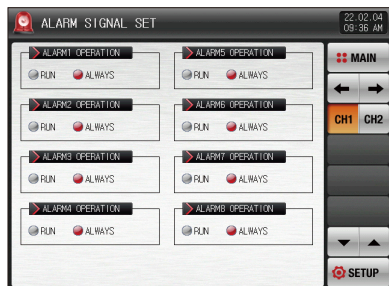 ALARM SIGNAL SET
22.02.04
09:36 AM
ALARM1 OPERATION
RUN ALWAYS
ALARM2 OPERATION
RUN ALWAYS
ALARM3 OPERATION
RUN ALWAYS
ALARM4 OPERATION
RUN ALWAYS
ALARM5 OPERATION
RUN ALWAYS
ALARM6 OPERATION
RUN ALWAYS
ALARM7 OPERATION
RUN ALWAYS
ALARM8 OPERATION
RUN ALWAYS
MAIN
CH1 CH2
SETUP